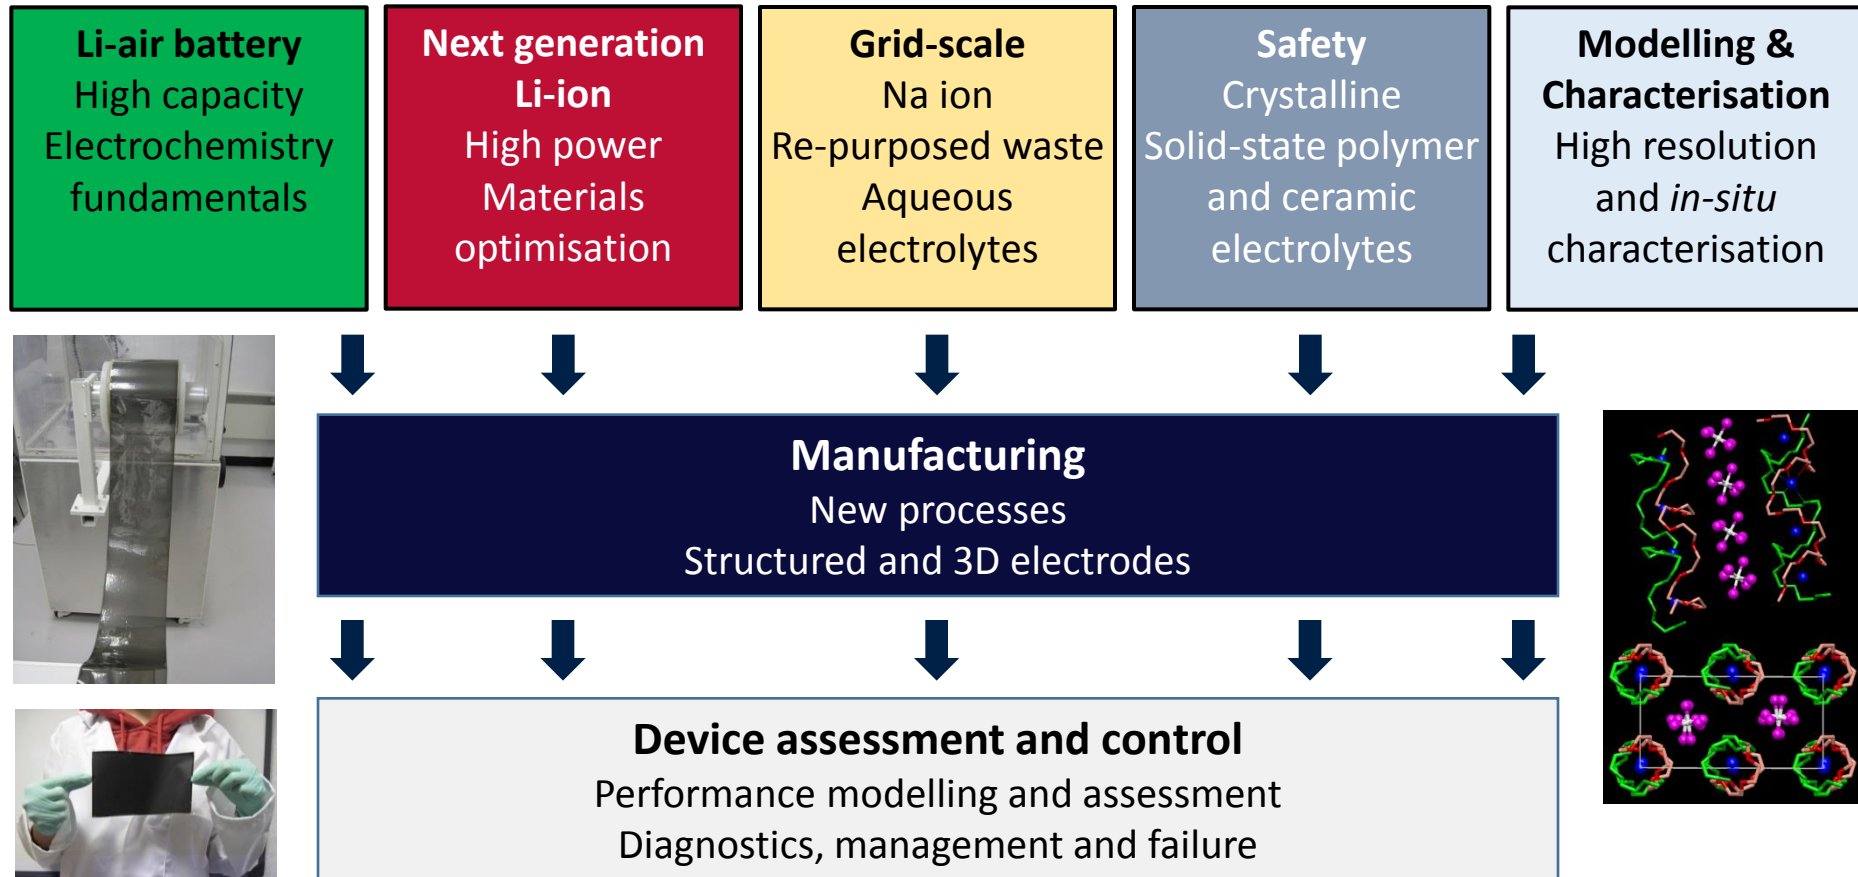 Li-air battery
High capacity
Electrochemistry
fundamentals
Next generation
Li-ion
High power
Materials
optimisation
Grid-scale
Na ion
Re-purposed waste
Aqueous
electrolytes
Safety
Crystalline
Solid-state polymer
and ceramic
electrolytes
Modelling &
Characterisation
High resolution
and in-situ
characterisation
Manufacturing
New processes
Structured and 3D electrodes
Device assessment and control
Performance modelling and assessment
Diagnostics, management and failure